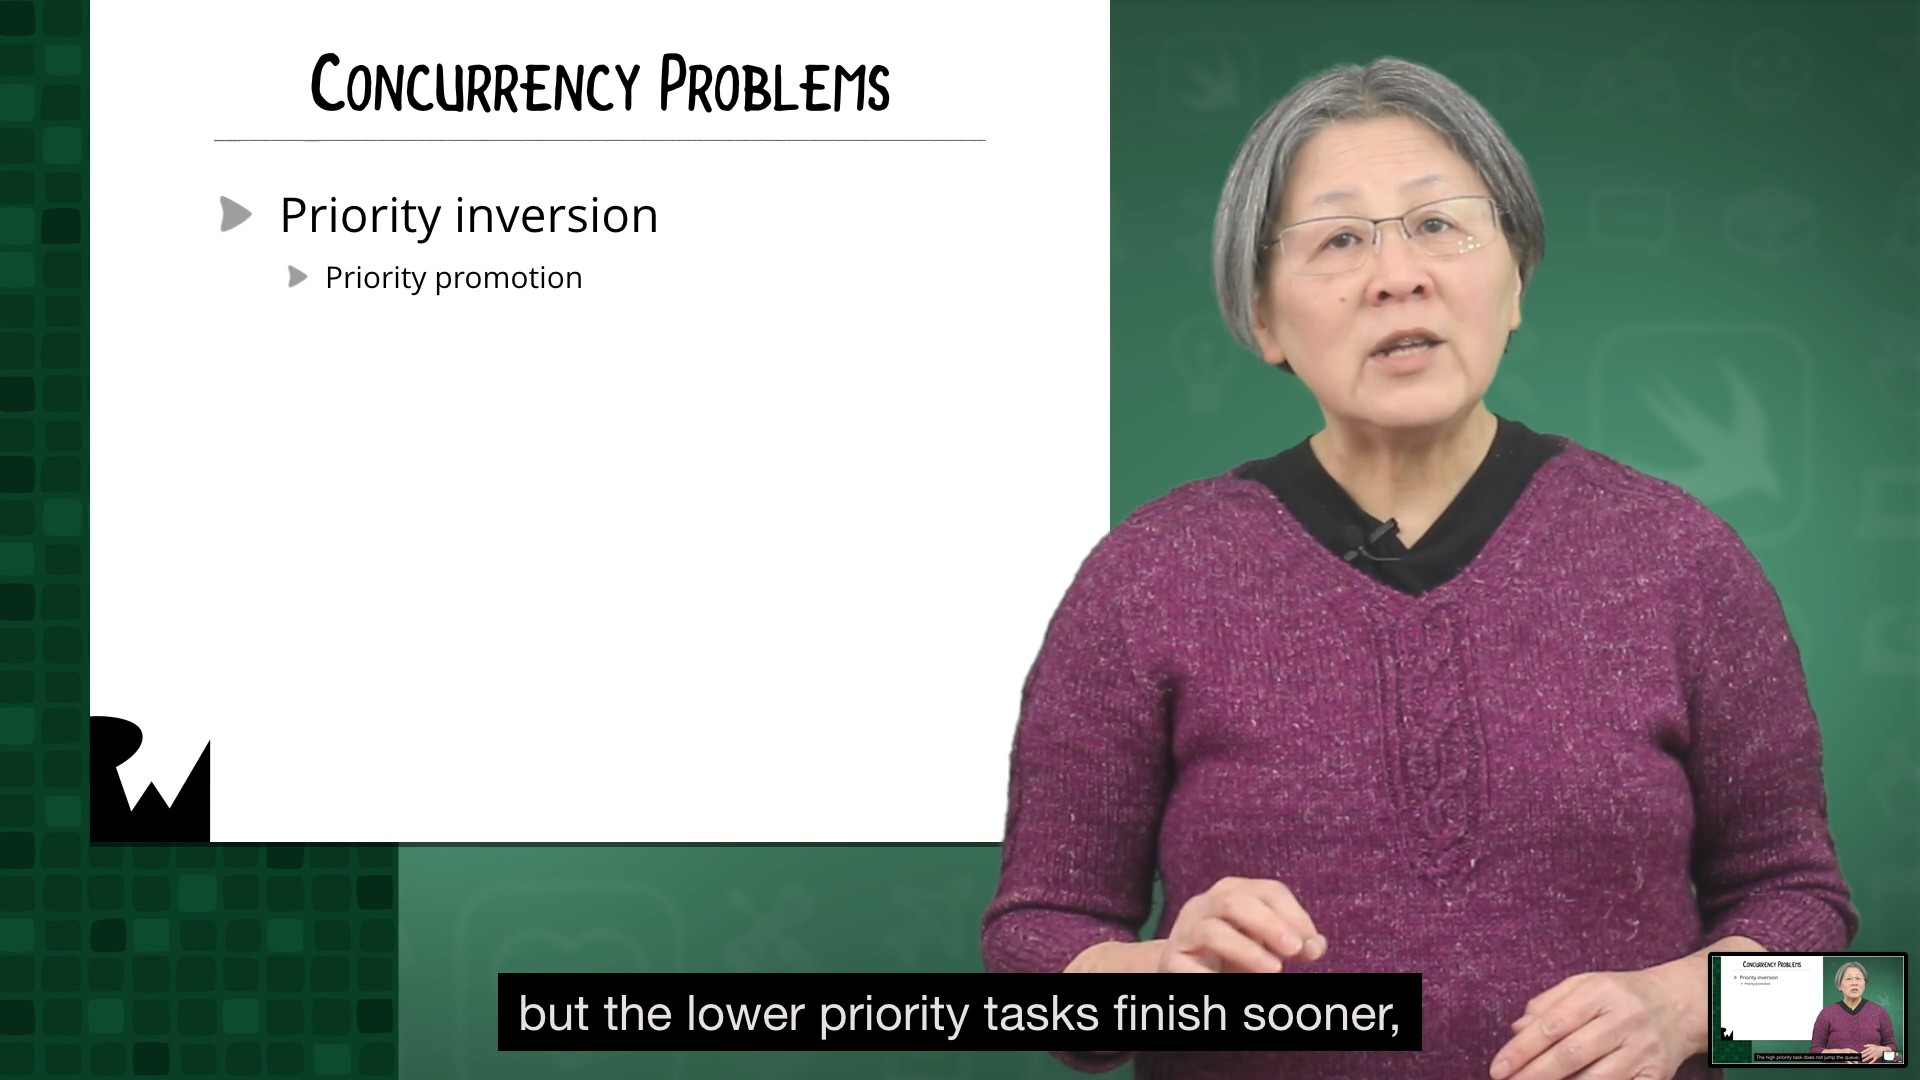 Concurrency Problems
Priority inversion
Priority promotion
RW
but the lower priority tasks finish sooner,
Concurrency Problems
Priority inversion
Priority promotion
The high priority task does not jump the queue.